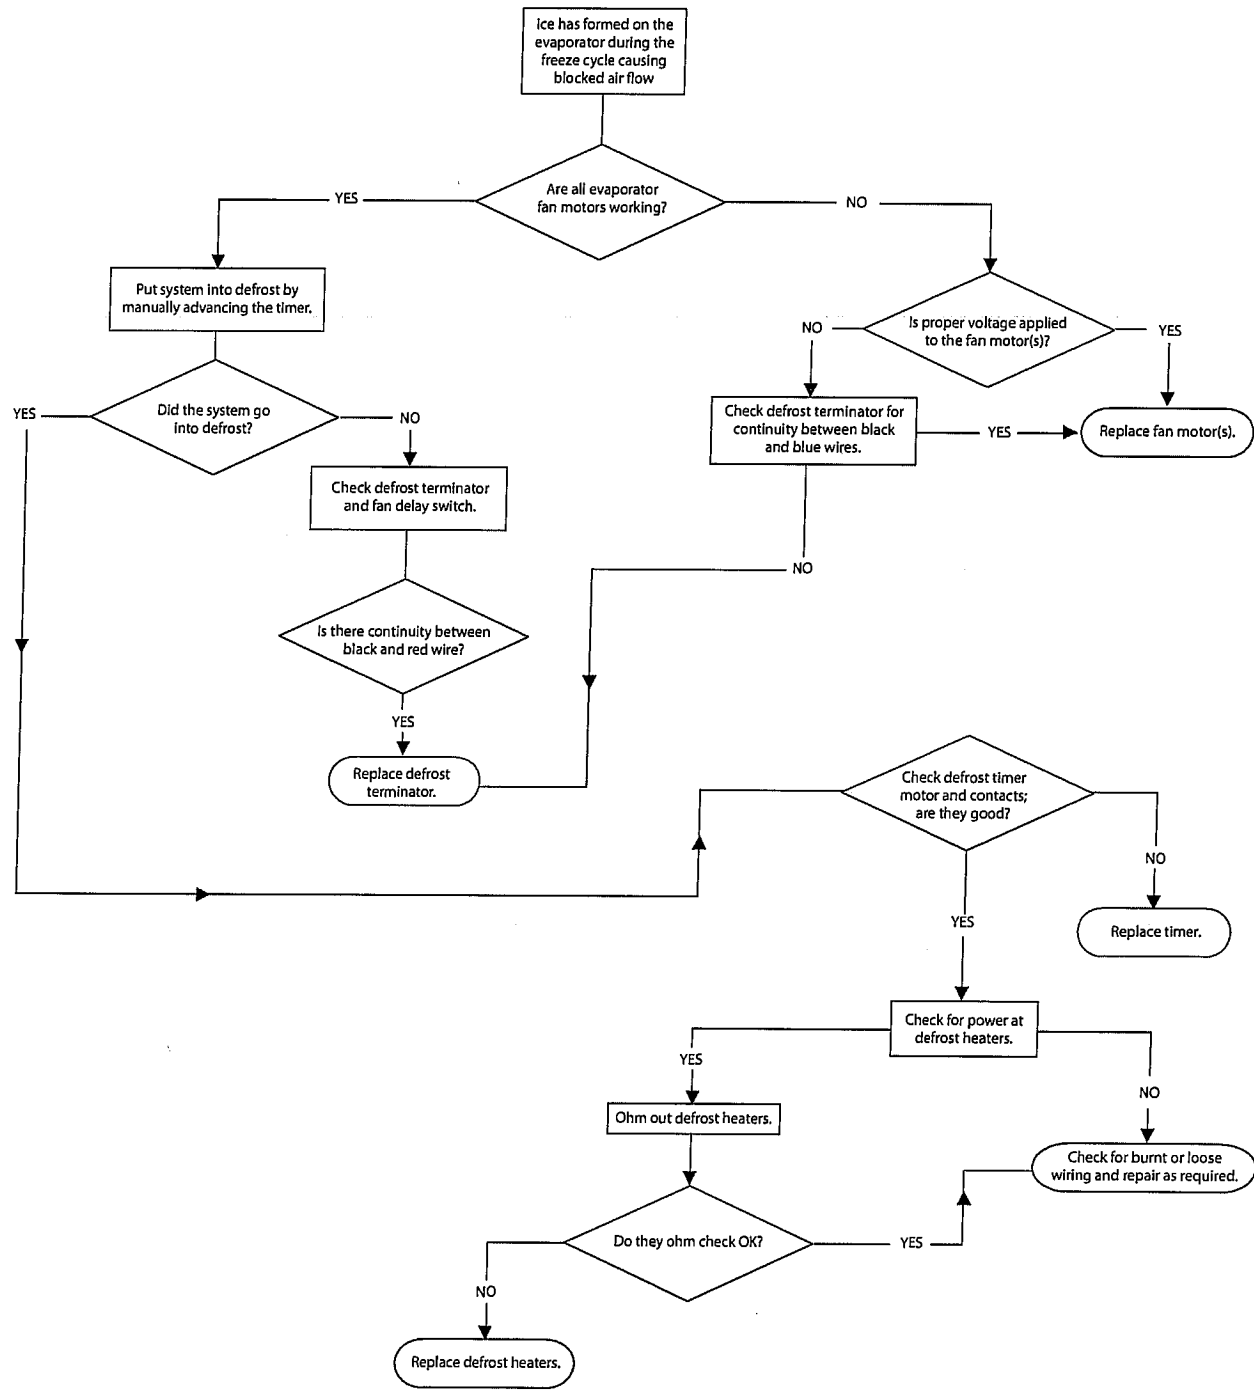 Ice has formed on the
evaporator during the
freeze cycle causing
blocked air flow
Are all evaporator
fan motors working?
YES
NO
Put system into defrost by
manually advancing the timer.
Is proper voltage applied
to the fan motor(s)?
NO
YES
Did the system go
into defrost?
YES
NO
Check defrost terminator for
continuity between black
and blue wires.
YES
Replace fan motor(s).
Check defrost terminator
and fan delay switch.
NO
Is there continuity between
black and red wire?
YES
Replace defrost
terminator.
Check defrost timer
motor and contacts;
are they good?
NO
YES
Replace timer.
Check for power at
defrost heaters.
YES
NO
Ohm out defrost heaters.
Check for burnt or loose
wiring and repair as required.
Do they ohm check OK?
YES
NO
Replace defrost heaters.